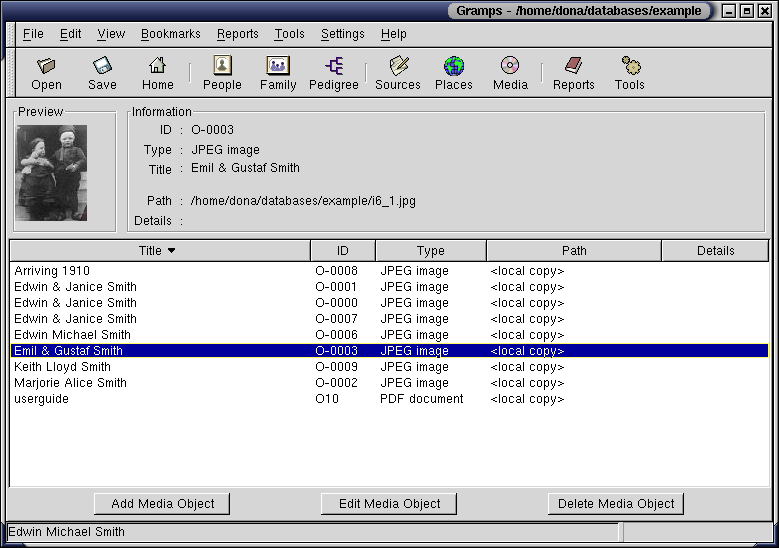 Gramps - /home/dona/databases/example
File Edit View Bookmarks Reports Tools Settings Help
Open Save Home People Family Pedigree Sources Places Media Reports Tools
Preview Information
ID : O-0003
Type : JPEG image
Title : Emil & Gustaf Smith
Path : /home/dona/databases/example/i6_1.jpg
Details :
Title ID Type Path Details
Arriving 1910 O-0008 JPEG image <local copy>
Edwin & Janice Smith O-0001 JPEG image <local copy>
Edwin & Janice Smith O-0000 JPEG image <local copy>
Edwin & Janice Smith O-0007 JPEG image <local copy>
Edwin Michael Smith O-0006 JPEG image <local copy>
Emil & Gustaf Smith O-0003 JPEG image <local copy>
Keith Lloyd Smith O-0009 JPEG image <local copy>
Marjorie Alice Smith O-0002 JPEG image <local copy>
userguide O10 PDF document <local copy>
Add Media Object Edit Media Object Delete Media Object
Edwin Michael Smith